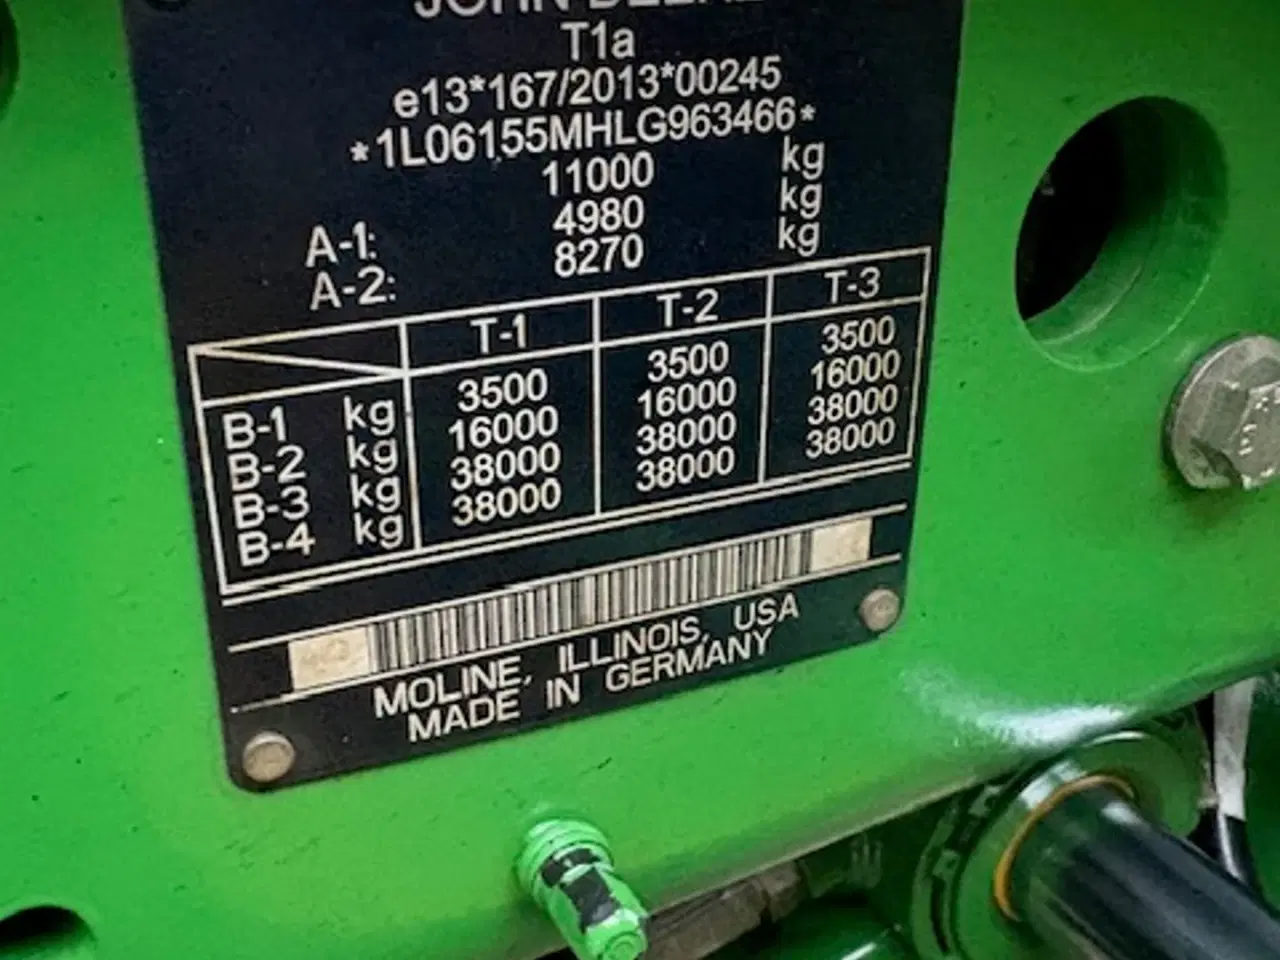 JOHN DEERE
T1a
e13*167/2013*00245
*1L06155MHLG963466*
11000 kg
A-1: 4980 kg
A-2: 8270 kg
T-1 T-2 T-3
B-1 kg 3500 3500 3500
B-2 kg 16000 16000 16000
B-3 kg 38000 38000 38000
B-4 kg 38000 38000 38000
MOLINE, ILLINOIS, USA
MADE IN GERMANY